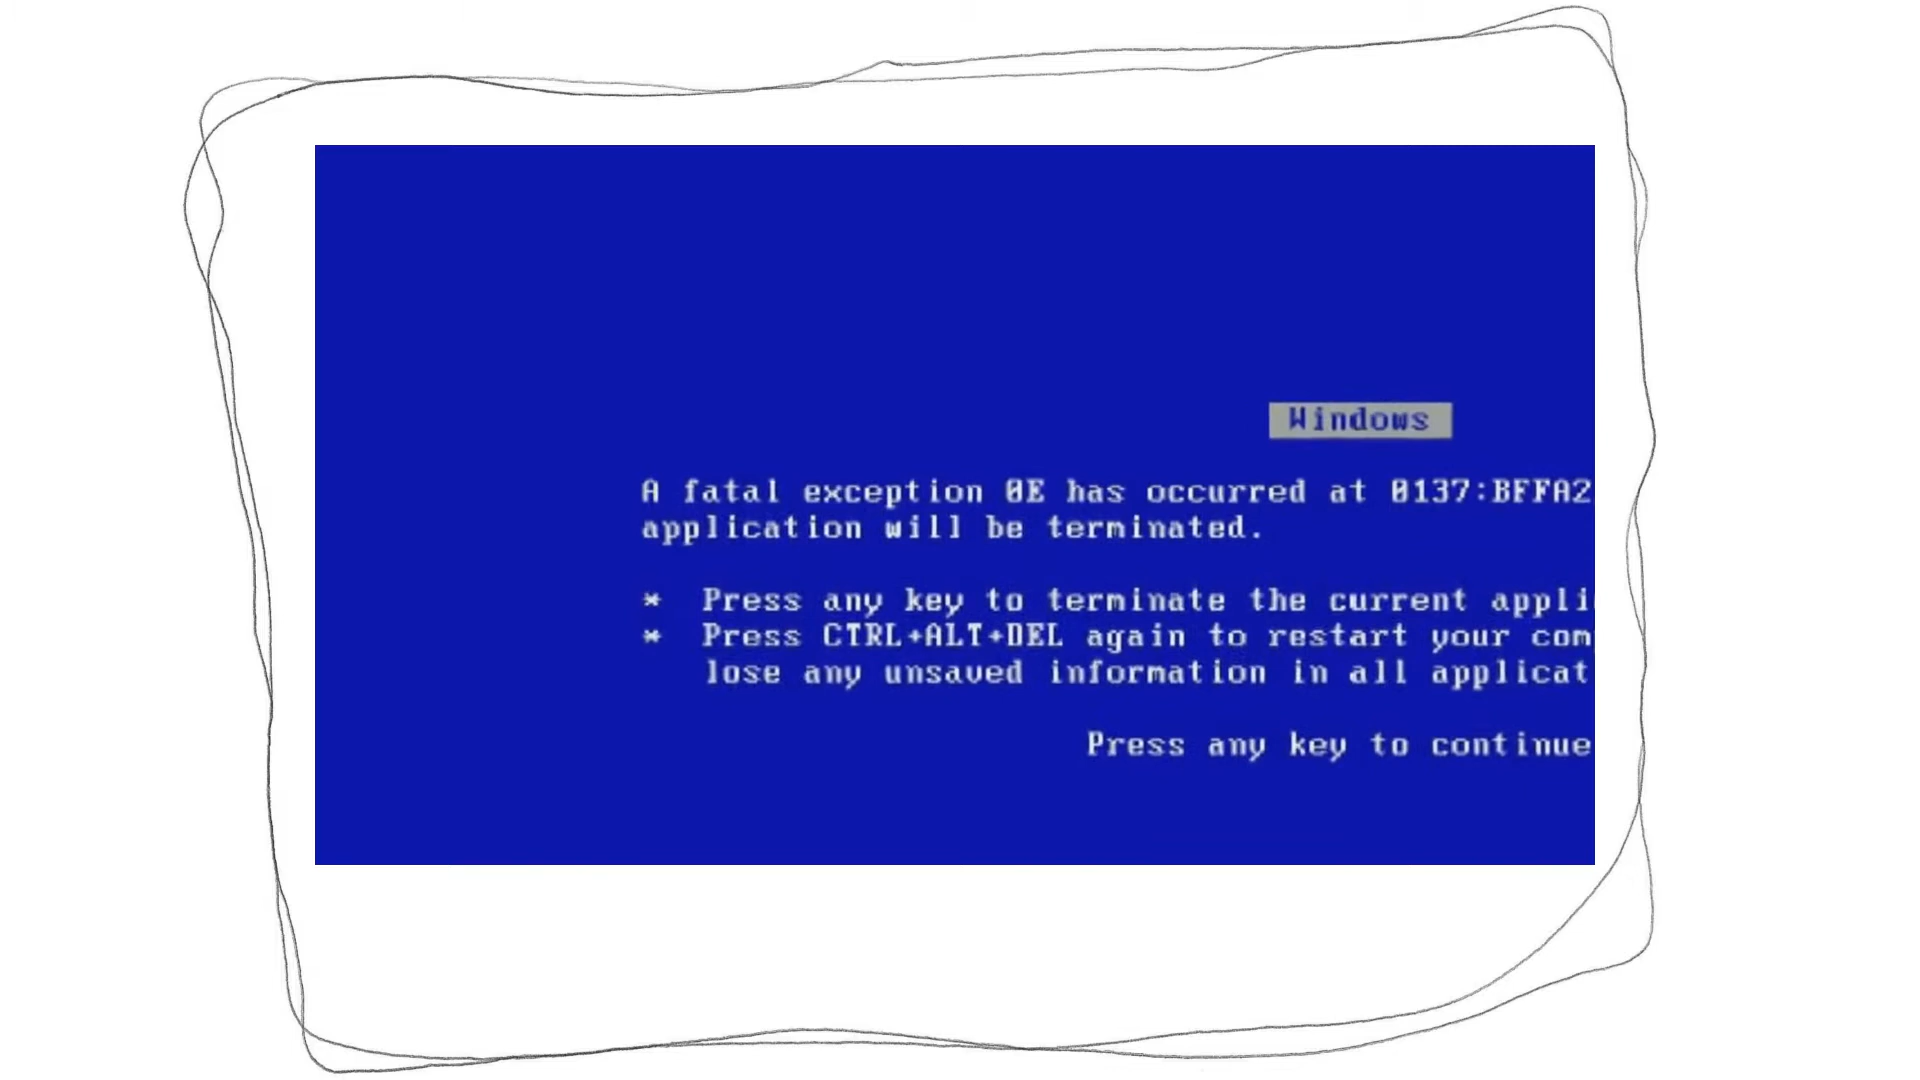 Windows
A fatal exception 0E has occurred at 0137:BFFA2
application will be terminated.
* Press any key to terminate the current appli
* Press CTRL+ALT+DEL again to restart your com
lose any unsaved information in all applicat
Press any key to continue